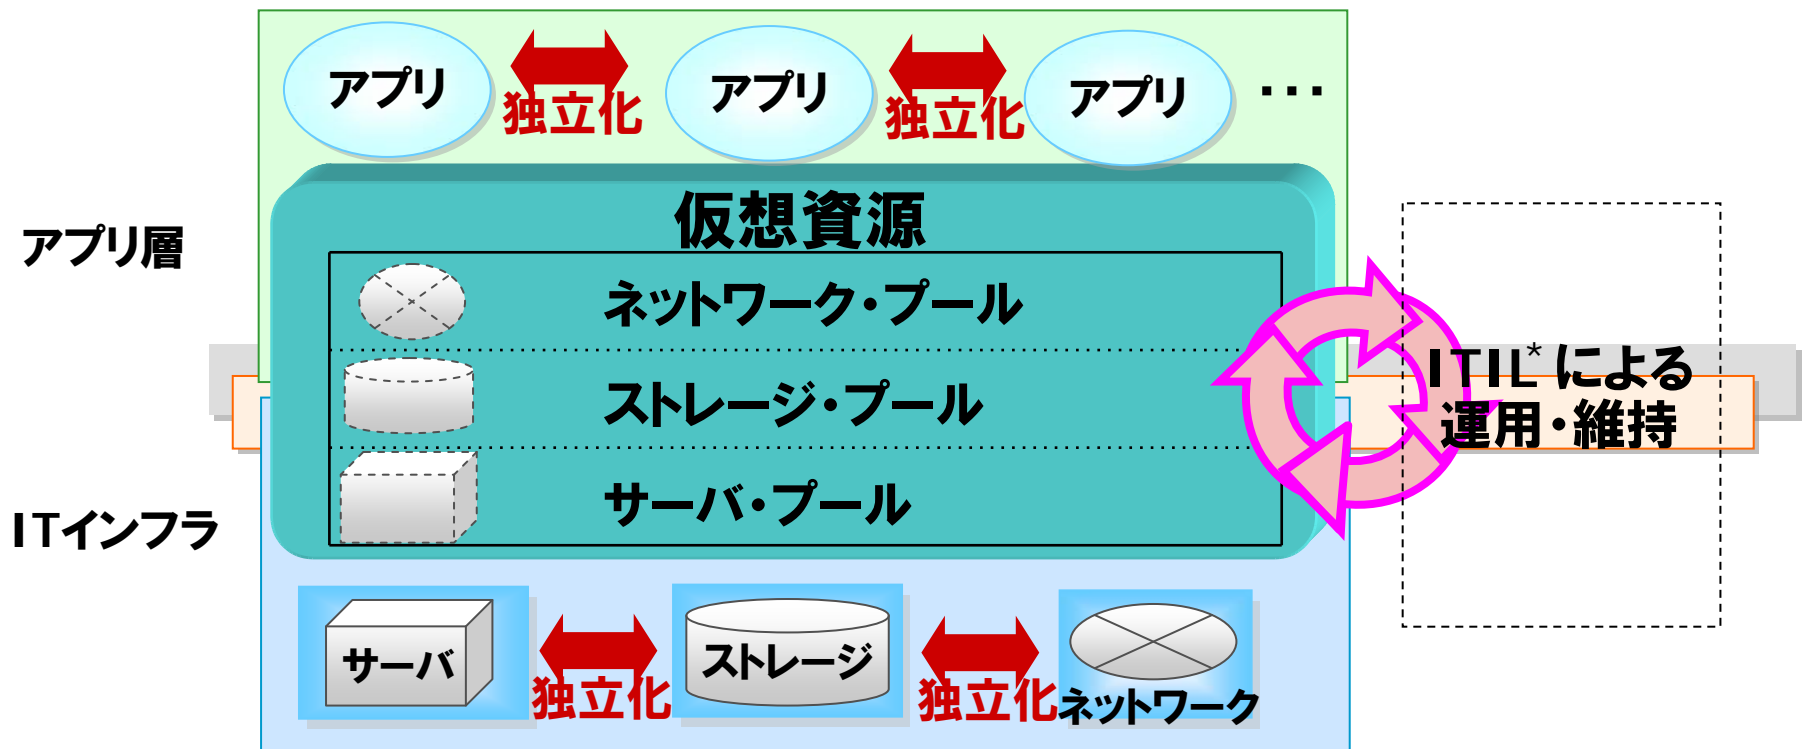 アプリ
独立化
アプリ
独立化
アプリ
･･･
仮想資源
アプリ層
ネットワーク・プール
ストレージ・プール
ITIL*による
運用・維持
サーバ・プール
ITインフラ
サーバ
独立化
ストレージ
独立化
ネットワーク